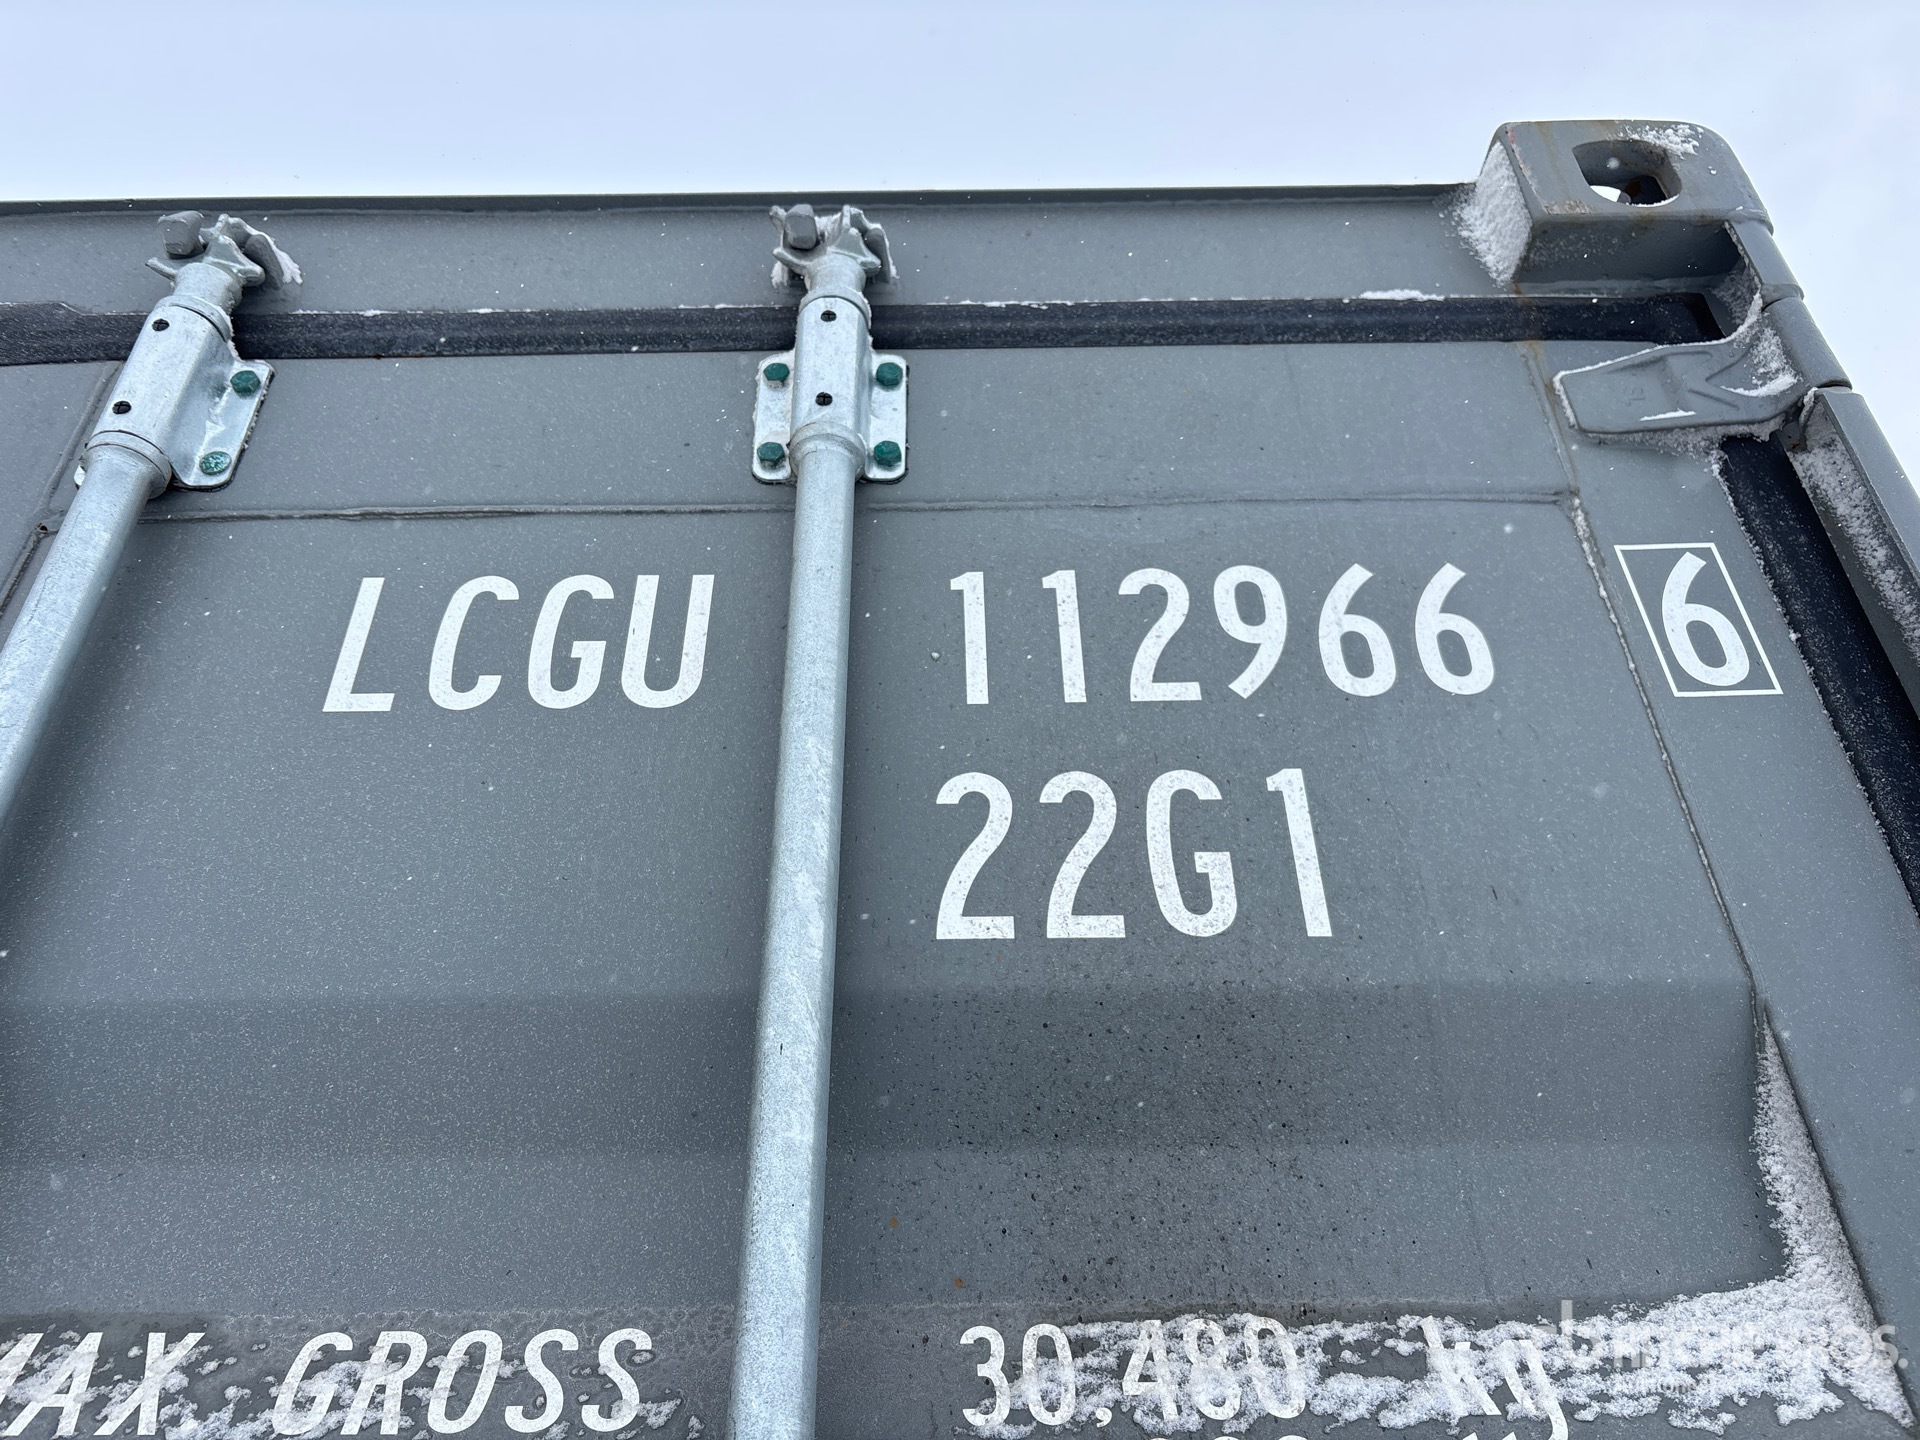 LCGU 112966 6
22G1
MAX. GROSS 30,480 kg